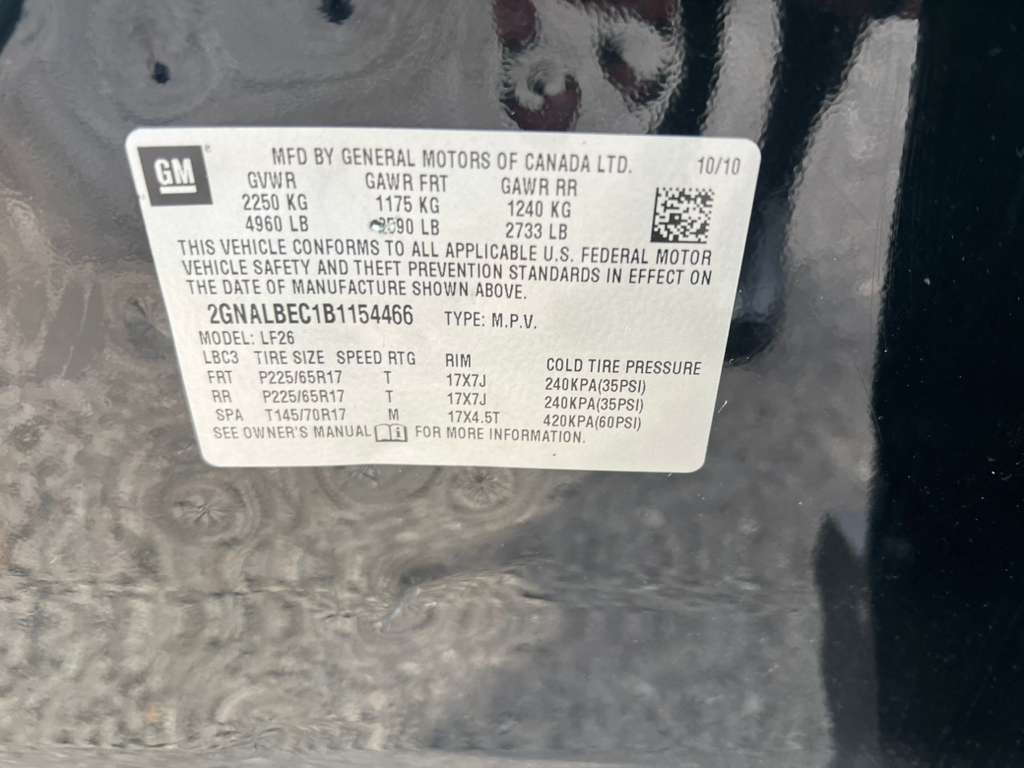 GM
MFD BY GENERAL MOTORS OF CANADA LTD. 10/10
GVWR GAWR FRT GAWR RR
2250 KG 1175 KG 1240 KG
4960 LB 2590 LB 2733 LB
THIS VEHICLE CONFORMS TO ALL APPLICABLE U.S. FEDERAL MOTOR
VEHICLE SAFETY AND THEFT PREVENTION STANDARDS IN EFFECT ON
THE DATE OF MANUFACTURE SHOWN ABOVE.
2GNALBEC1B1154466 TYPE: M.P.V.
MODEL: LF26
LBC3 TIRE SIZE SPEED RTG RIM COLD TIRE PRESSURE
FRT P225/65R17 T 17X7J 240KPA(35PSI)
RR P225/65R17 T 17X7J 240KPA(35PSI)
SPA T145/70R17 M 17X4.5T 420KPA(60PSI)
SEE OWNER'S MANUAL FOR MORE INFORMATION.